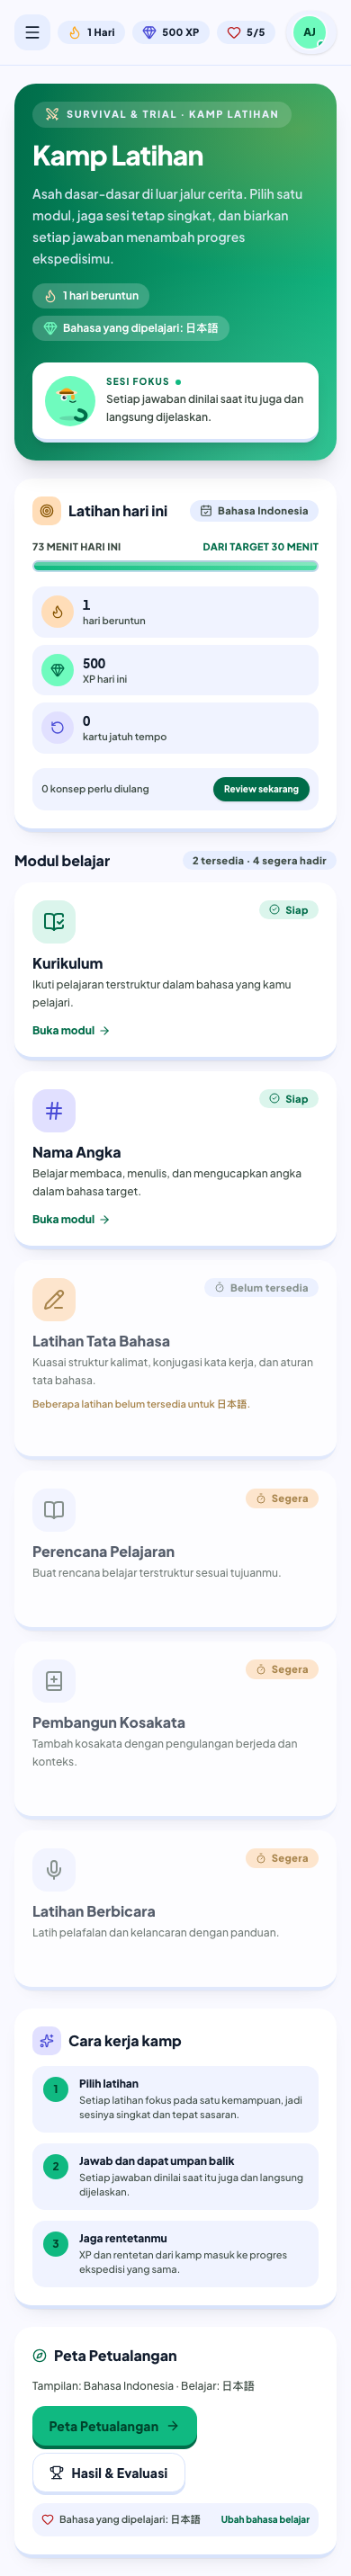 1 Hari
500 XP
5/5
AJ
SURVIVAL & TRIAL · KAMP LATIHAN
Kamp Latihan
Asah dasar-dasar di luar jalur cerita. Pilih satu
modul, jaga sesi tetap singkat, dan biarkan
setiap jawaban menambah progres
ekspedisimu.
1 hari beruntun
Bahasa yang dipelajari: 日本語
SESI FOKUS
Setiap jawaban dinilai saat itu juga dan
langsung dijelaskan.
Latihan hari ini
Bahasa Indonesia
73 MENIT HARI INI
DARI TARGET 30 MENIT
1
hari beruntun
500
XP hari ini
0
kartu jatuh tempo
0 konsep perlu diulang
Review sekarang
Modul belajar
2 tersedia · 4 segera hadir
Siap
Kurikulum
Ikuti pelajaran terstruktur dalam bahasa yang kamu
pelajari.
Buka modul →
Siap
Nama Angka
Belajar membaca, menulis, dan mengucapkan angka
dalam bahasa target.
Buka modul →
Belum tersedia
Latihan Tata Bahasa
Kuasai struktur kalimat, konjugasi kata kerja, dan aturan
tata bahasa.
Beberapa latihan belum tersedia untuk 日本語.
Segera
Perencana Pelajaran
Buat rencana belajar terstruktur sesuai tujuanmu.
Segera
Pembangun Kosakata
Tambah kosakata dengan pengulangan berjeda dan
konteks.
Segera
Latihan Berbicara
Latih pelafalan dan kelancaran dengan panduan.
Cara kerja kamp
1
Pilih latihan
Setiap latihan fokus pada satu kemampuan, jadi
sesinya singkat dan tepat sasaran.
2
Jawab dan dapat umpan balik
Setiap jawaban dinilai saat itu juga dan langsung
dijelaskan.
3
Jaga rentetanmu
XP dan rentetan dari kamp masuk ke progres
ekspedisi yang sama.
Peta Petualangan
Tampilan: Bahasa Indonesia · Belajar: 日本語
Peta Petualangan →
Hasil & Evaluasi
Bahasa yang dipelajari: 日本語
Ubah bahasa belajar